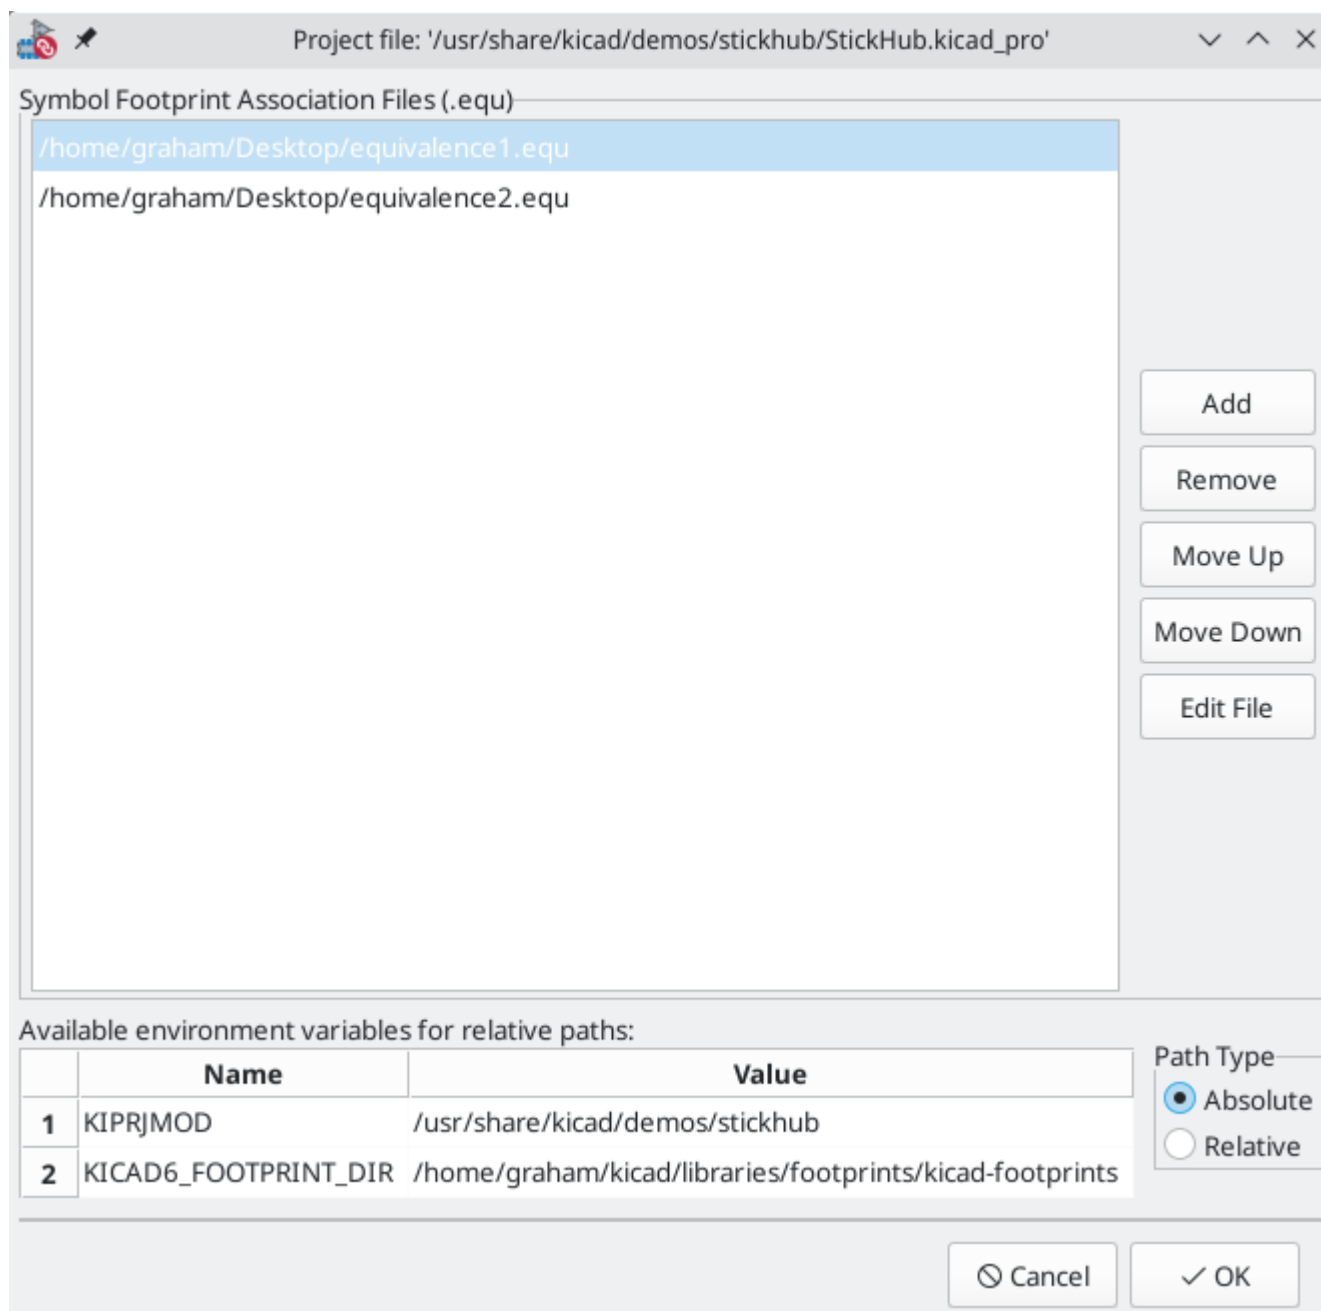 Project file: '/usr/share/kicad/demos/stickhub/StickHub.kicad_pro'
Symbol Footprint Association Files (.equ)
/home/graham/Desktop/equivalence1.equ
/home/graham/Desktop/equivalence2.equ
Add
Remove
Move Up
Move Down
Edit File
Available environment variables for relative paths:
Name Value
1 KIPRJMOD /usr/share/kicad/demos/stickhub
2 KICAD6_FOOTPRINT_DIR /home/graham/kicad/libraries/footprints/kicad-footprints
Path Type
Absolute
Relative
Cancel OK